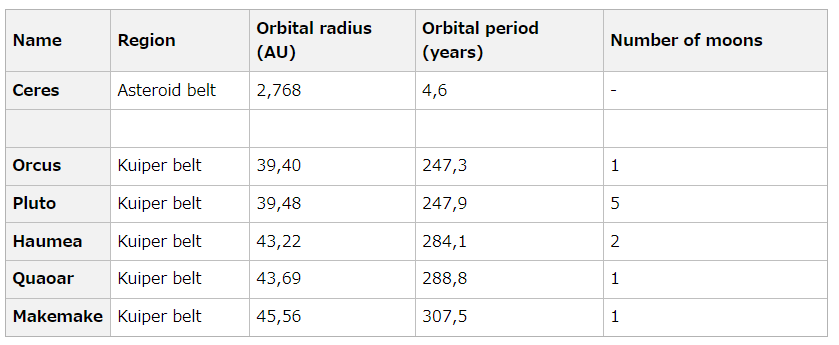 Name Region Orbital radius (AU) Orbital period (years) Number of moons
Ceres Asteroid belt 2,768 4,6 -
Orcus Kuiper belt 39,40 247,3 1
Pluto Kuiper belt 39,48 247,9 5
Haumea Kuiper belt 43,22 284,1 2
Quaoar Kuiper belt 43,69 288,8 1
Makemake Kuiper belt 45,56 307,5 1